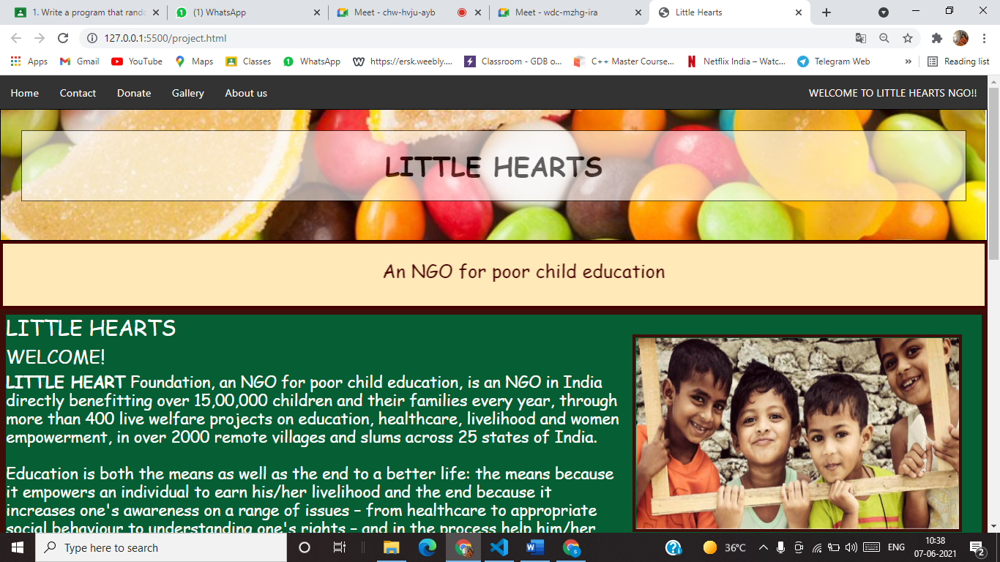 1. Write a program that rando
(1) WhatsApp
Meet - chw-hvju-ayb
Meet - wdc-mzhg-ira
Little Hearts
127.0.0.1:5500/project.html
Apps Gmail YouTube Maps Classes WhatsApp https://ersk.weebly.... Classroom - GDB o... C++ Master Course... Netflix India – Watc... Telegram Web » Reading list
Home Contact Donate Gallery About us WELCOME TO LITTLE HEARTS NGO!!
LITTLE HEARTS
An NGO for poor child education
LITTLE HEARTS
WELCOME!
LITTLE HEART Foundation, an NGO for poor child education, is an NGO in India
directly benefitting over 15,00,000 children and their families every year, through
more than 400 live welfare projects on education, healthcare, livelihood and women
empowerment, in over 2000 remote villages and slums across 25 states of India.
Education is both the means as well as the end to a better life: the means because
it empowers an individual to earn his/her livelihood and the end because it
increases one's awareness on a range of issues – from healthcare to appropriate
social behaviour to understanding one's rights – and in the process help him/her
Type here to search
36°C
ENG
10:38
07-06-2021
2